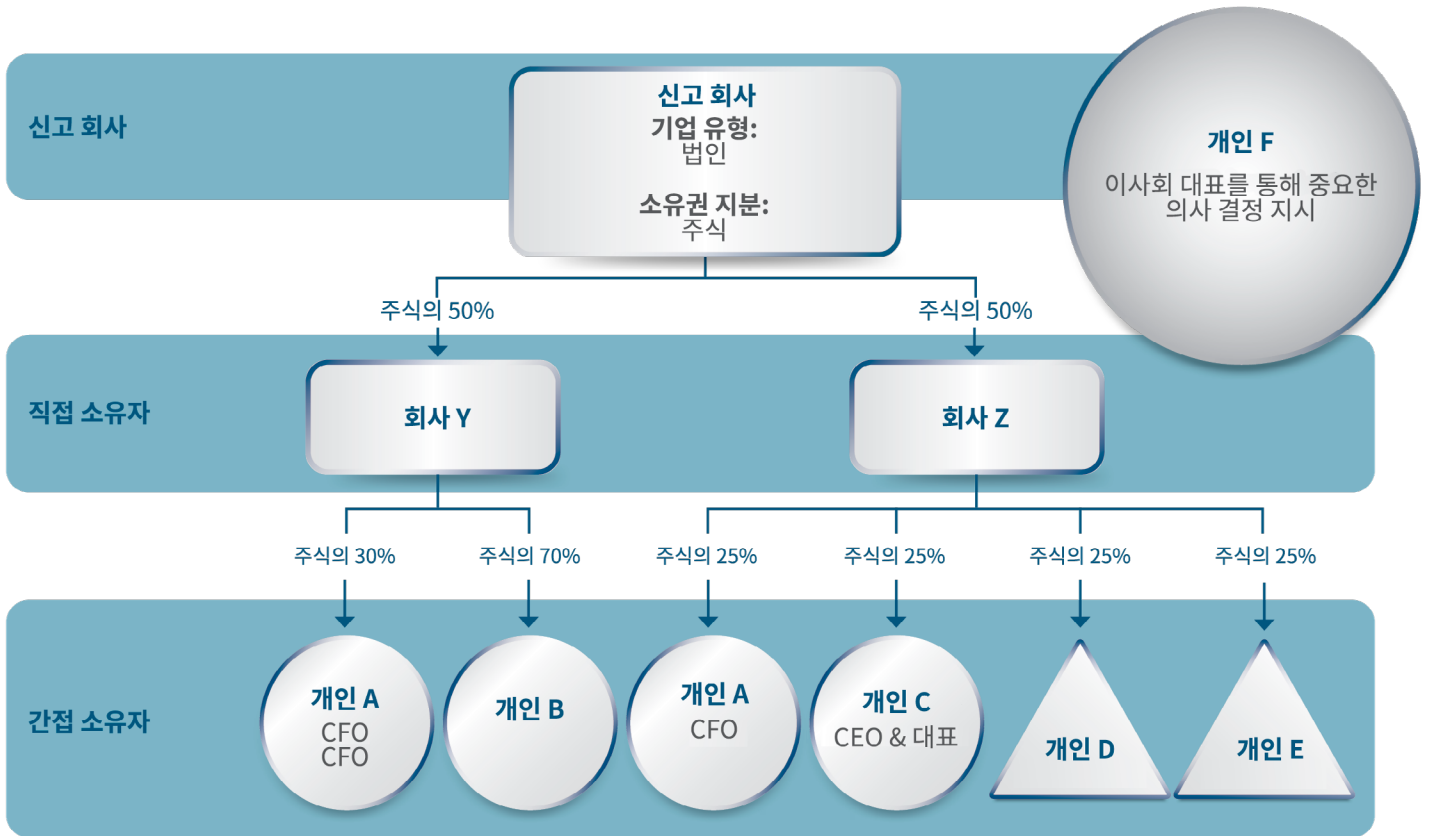 신고 회사
신고 회사
기업 유형:
법인
소유권 지분:
주식
개인 F
이사회 대표를 통해 중요한
의사 결정 지시
주식의 50%
주식의 50%
직접 소유자
회사 Y
회사 Z
주식의 30%
주식의 70%
주식의 25%
주식의 25%
주식의 25%
주식의 25%
간접 소유자
개인 A
CFO
CFO
개인 B
개인 A
CFO
개인 C
CEO & 대표
개인 D
개인 E